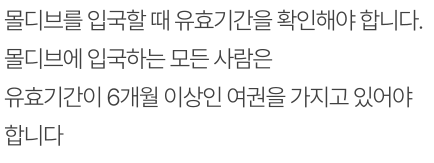 몰디브를 입국할 때 유효기간을 확인해야 합니다.
몰디브에 입국하는 모든 사람은
유효기간이 6개월 이상인 여권을 가지고 있어야
합니다